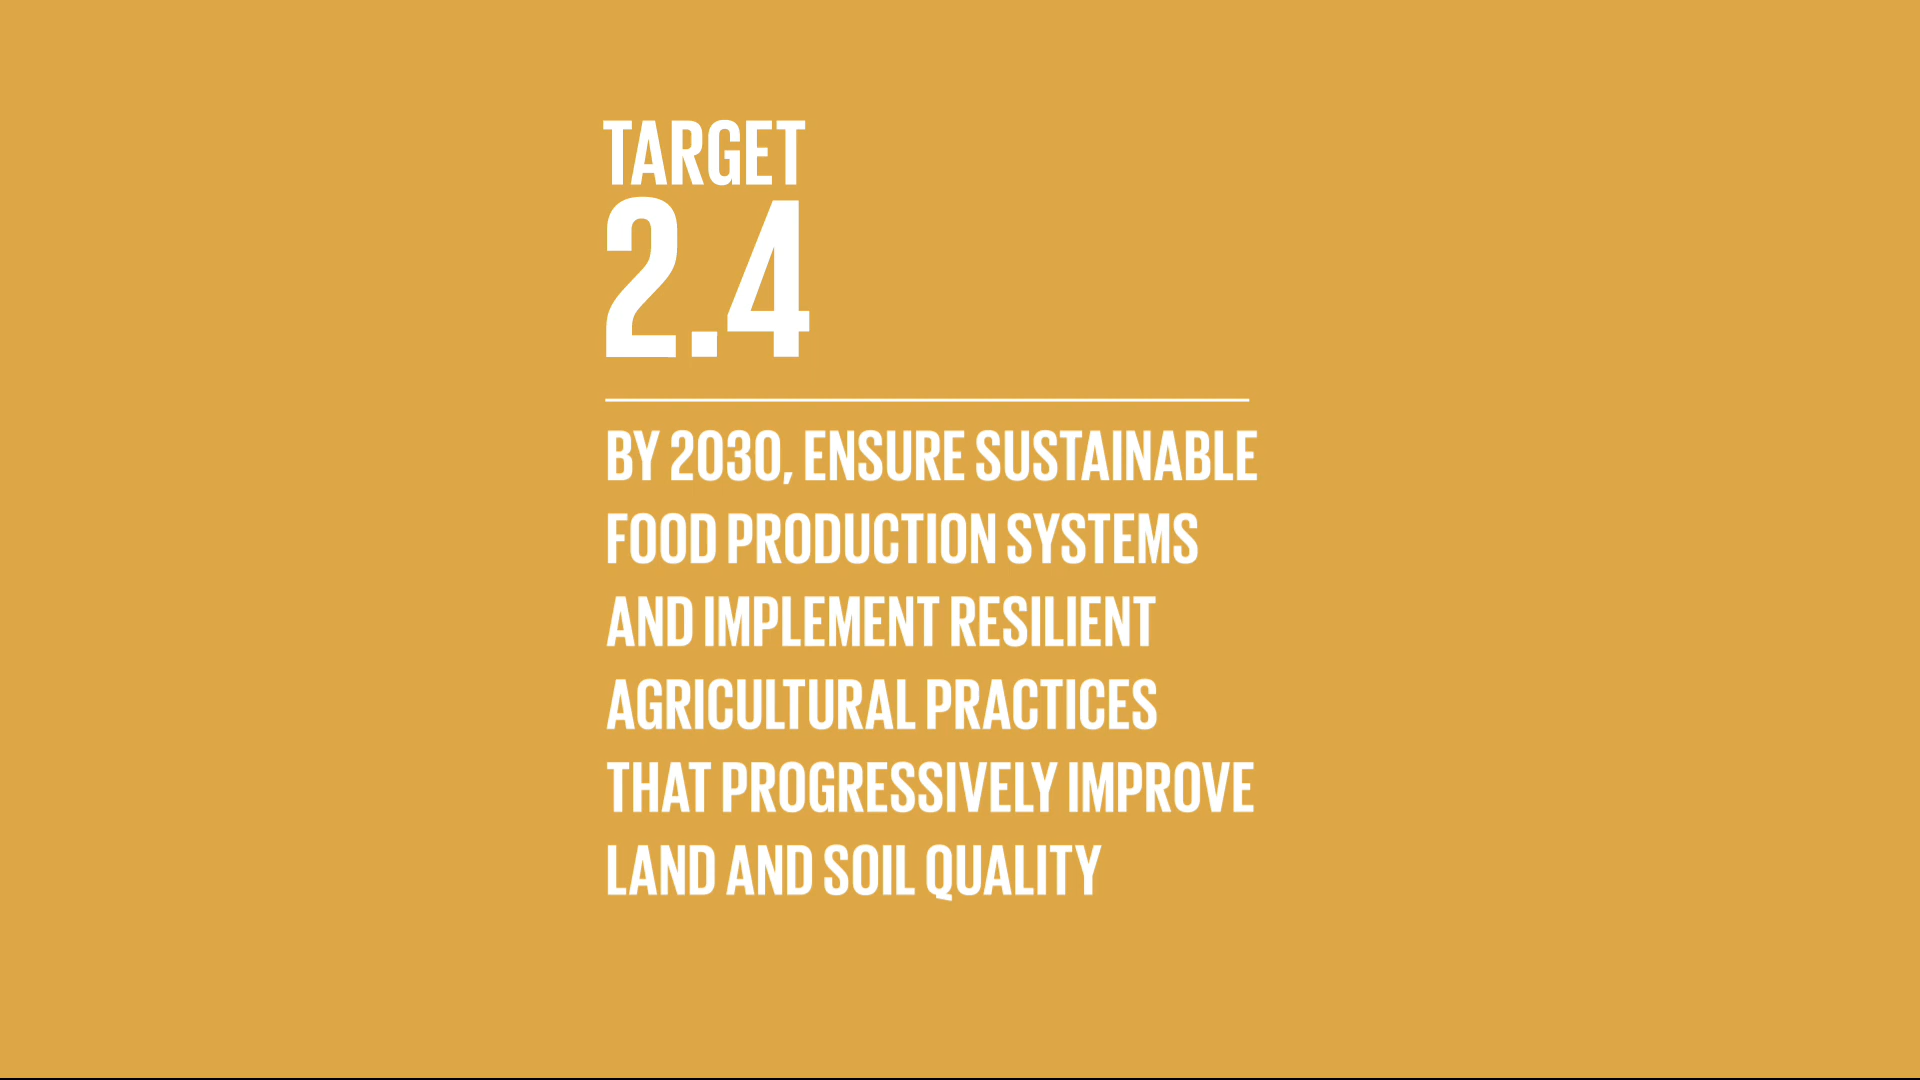 TARGET
2.4
BY 2030, ENSURE SUSTAINABLE
FOOD PRODUCTION SYSTEMS
AND IMPLEMENT RESILIENT
AGRICULTURAL PRACTICES
THAT PROGRESSIVELY IMPROVE
LAND AND SOIL QUALITY